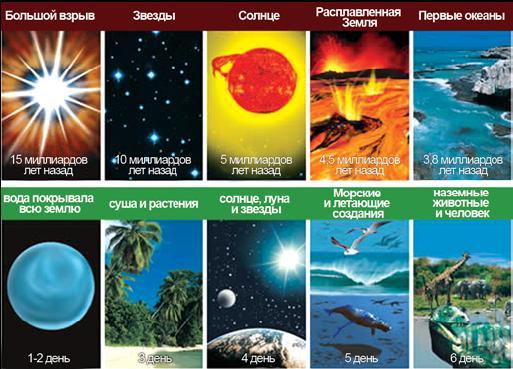 Большой взрыв
Звезды
Солнце
Расплавленная
Земля
Первые океаны
15 миллиардов
лет назад
10 миллиардов
лет назад
5 миллиардов
лет назад
4,5 миллиардов
лет назад
3,8 миллиардов
лет назад
вода покрывала
всю землю
суша и растения
солнце, луна
и звезды
Морские
и летающие
создания
наземные
животные
и человек
1-2 день
3 день
4 день
5 день
6 день